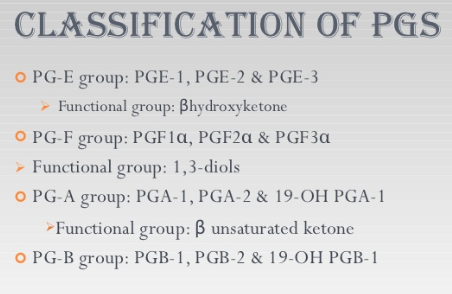 CLASSIFICATION OF PGS
PG-E group: PGE-1, PGE-2 & PGE-3
Functional group: βhydroxyketone
PG-F group: PGF1α, PGF2α & PGF3α
Functional group: 1,3-diols
PG-A group: PGA-1, PGA-2 & 19-OH PGA-1
Functional group: β unsaturated ketone
PG-B group: PGB-1, PGB-2 & 19-OH PGB-1